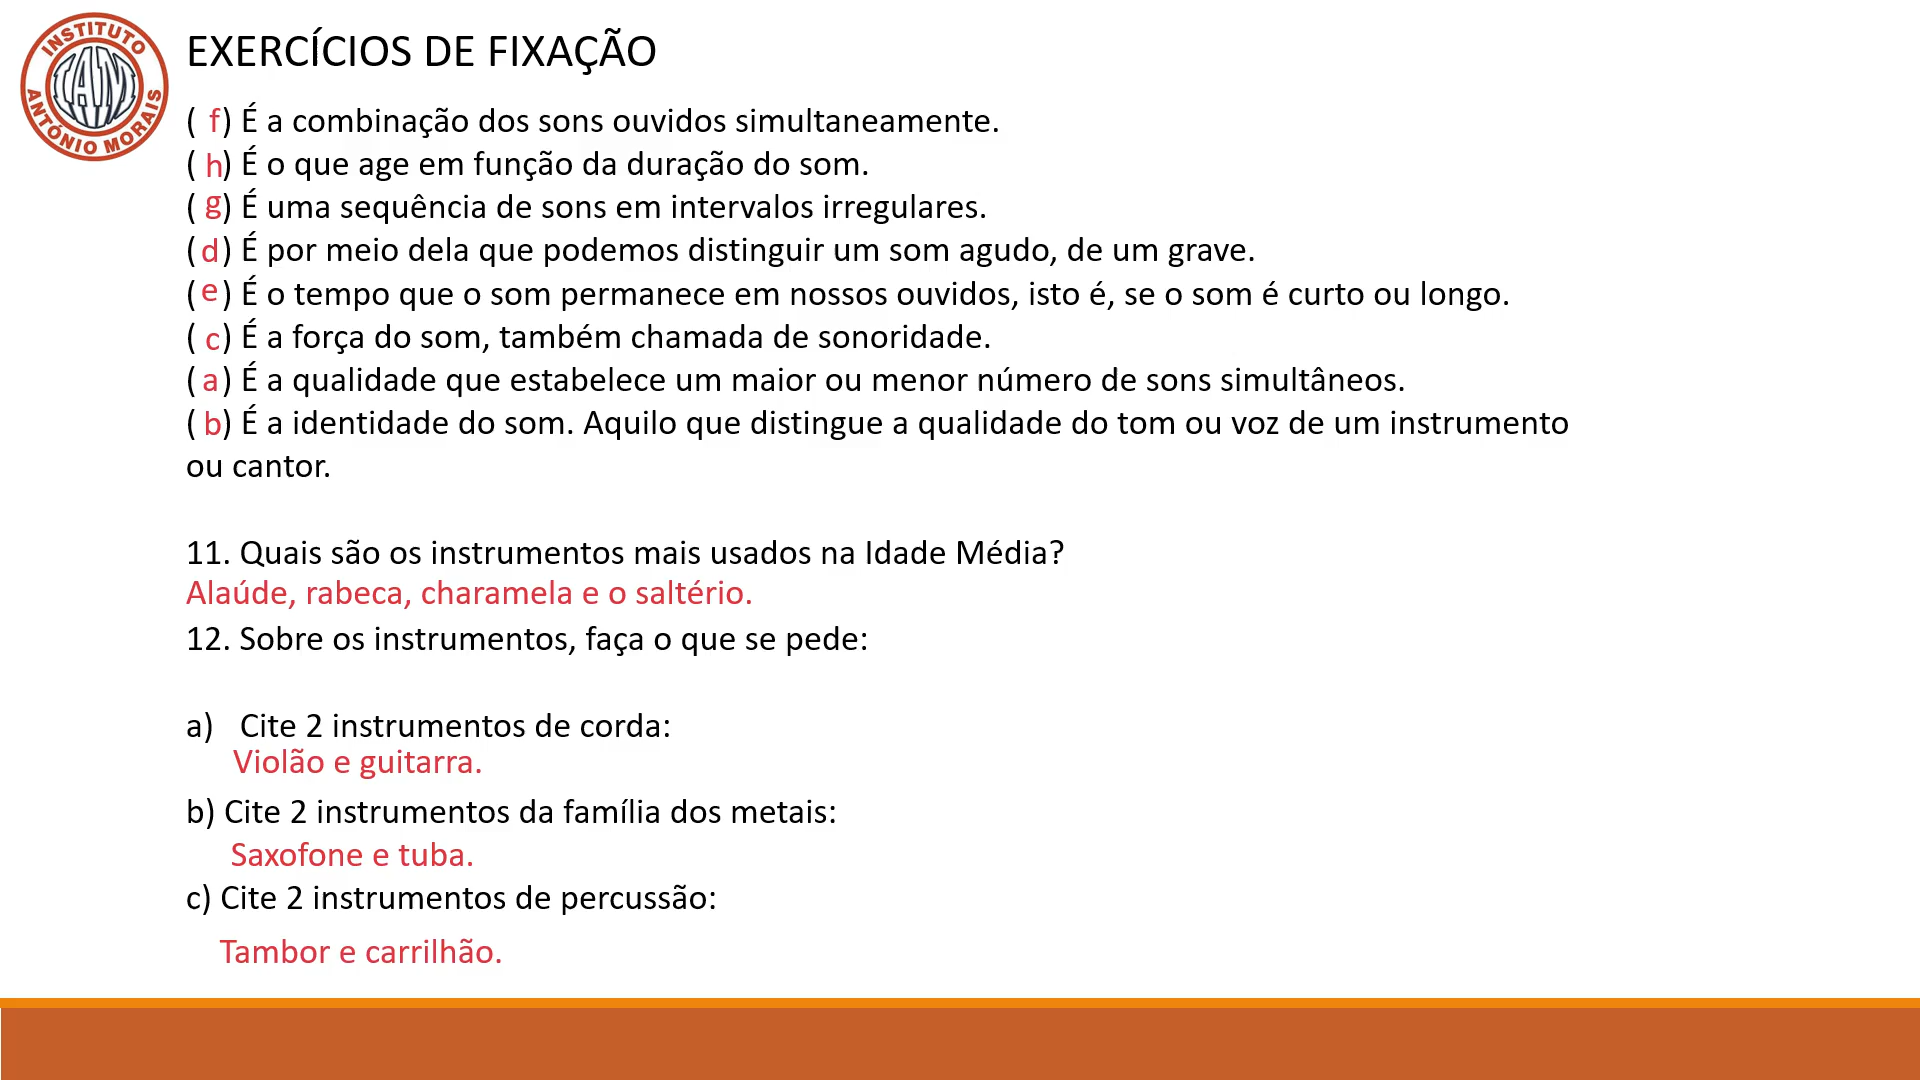 INSTITUTO
IAM
ANTÓNIO MORAIS
EXERCÍCIOS DE FIXAÇÃO
( f) É a combinação dos sons ouvidos simultaneamente.
( h) É o que age em função da duração do som.
( g) É uma sequência de sons em intervalos irregulares.
(d) É por meio dela que podemos distinguir um som agudo, de um grave.
(e) É o tempo que o som permanece em nossos ouvidos, isto é, se o som é curto ou longo.
( c) É a força do som, também chamada de sonoridade.
(a) É a qualidade que estabelece um maior ou menor número de sons simultâneos.
( b) É a identidade do som. Aquilo que distingue a qualidade do tom ou voz de um instrumento
ou cantor.
11. Quais são os instrumentos mais usados na Idade Média?
Alaúde, rabeca, charamela e o saltério.
12. Sobre os instrumentos, faça o que se pede:
a) Cite 2 instrumentos de corda:
Violão e guitarra.
b) Cite 2 instrumentos da família dos metais:
Saxofone e tuba.
c) Cite 2 instrumentos de percussão:
Tambor e carrilhão.